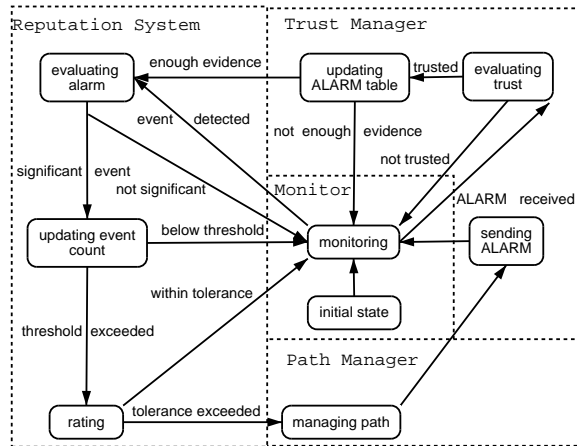 Reputation System
Trust Manager
evaluating
alarm
enough evidence
updating
ALARM table
trusted
evaluating
trust
event
detected
not enough
evidence
not trusted
significant
event
not significant
Monitor
ALARM
received
updating event
count
below threshold
monitoring
sending
ALARM
within tolerance
initial state
threshold
exceeded
Path Manager
rating
tolerance exceeded
managing path